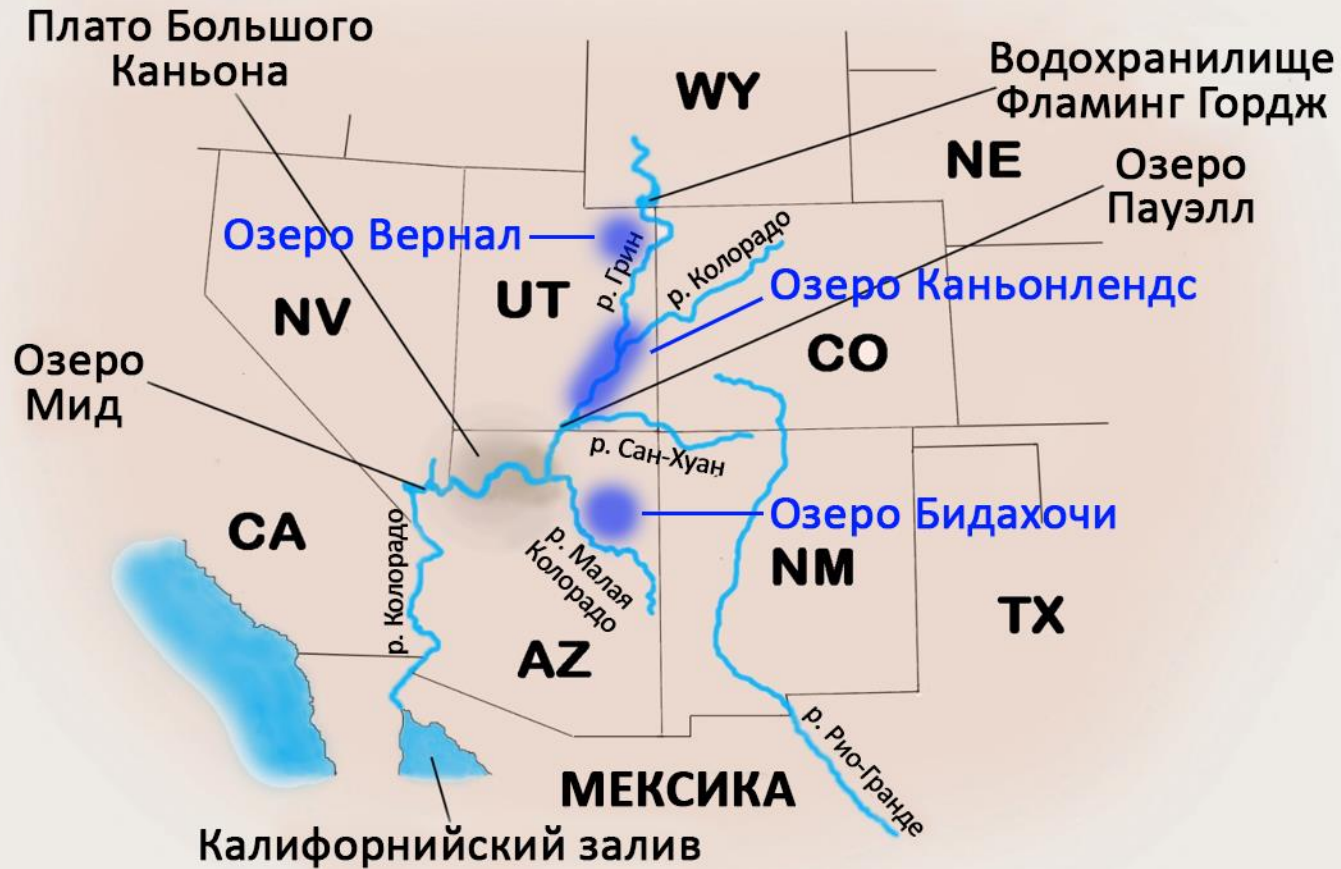 Плато Большого
Каньона
WY
Водохранилище
Фламинг Гордж
NE
Озеро
Пауэлл
Озеро Вернал
р. Грин
р. Колорадо
UT
Озеро Каньонлендс
NV
CO
Озеро
Мид
р. Сан-Хуан
CA
р. Колорадо
Озеро Бидахочи
р. Малая
Колорадо
NM
TX
AZ
р. Рио-Гранде
МЕКСИКА
Калифорнийский залив